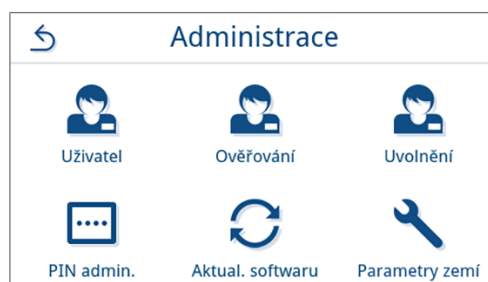 Administrace
Uživatel Ověřování Uvolnění
PIN admin. Aktual. softwaru Parametry zemí